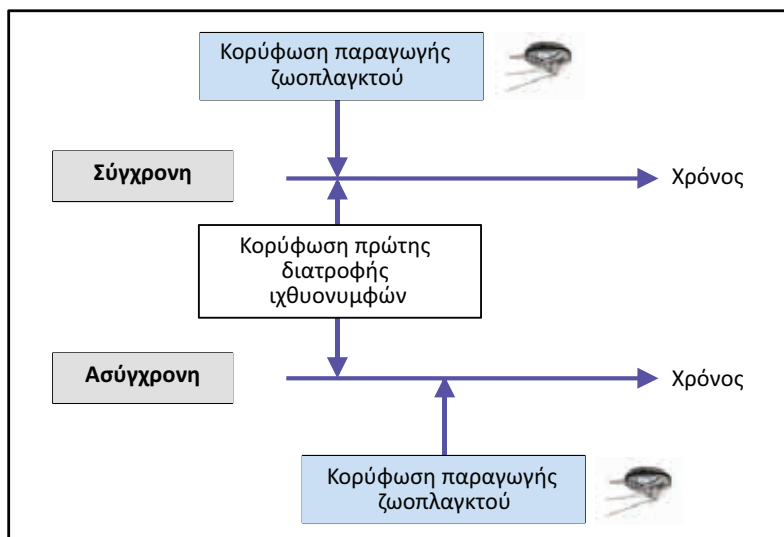 Κορύφωση παραγωγής
ζωοπλαγκτού
Σύγχρονη
Χρόνος
Κορύφωση πρώτης
διατροφής
ιχθυονυμφών
Ασύγχρονη
Χρόνος
Κορύφωση παραγωγής
ζωοπλαγκτού